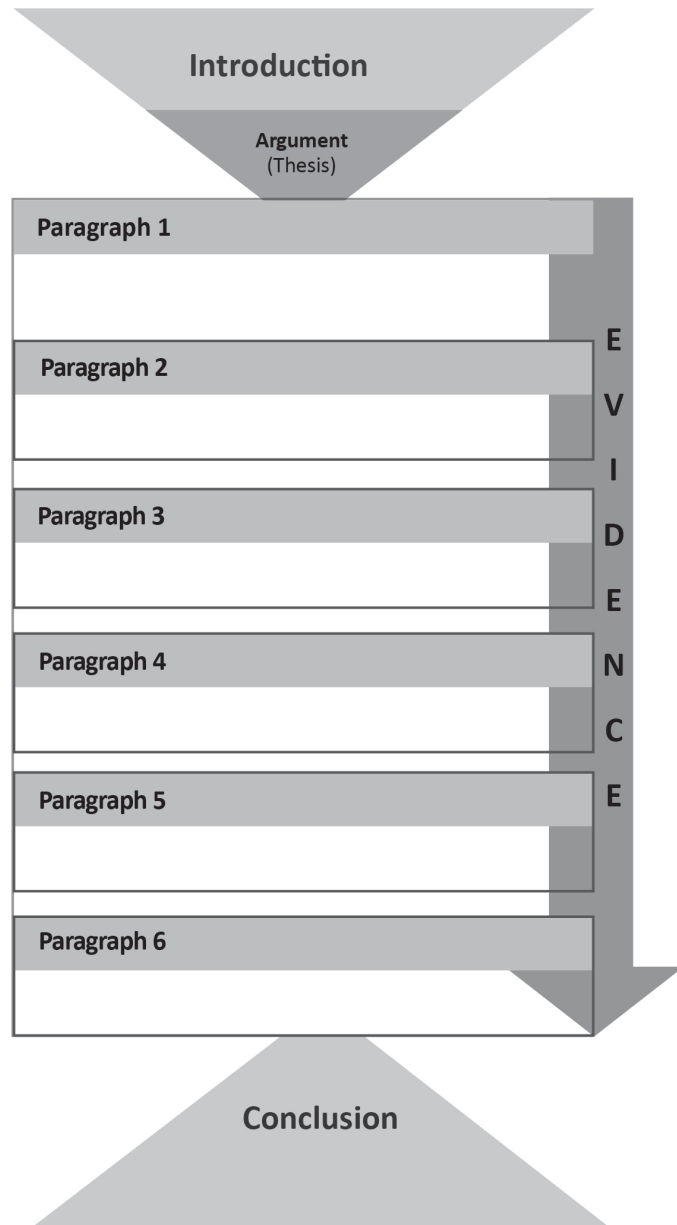 Introduction
Argument
(Thesis)
Paragraph 1
Paragraph 2
Paragraph 3
Paragraph 4
Paragraph 5
Paragraph 6
E
V
I
D
E
N
C
E
Conclusion